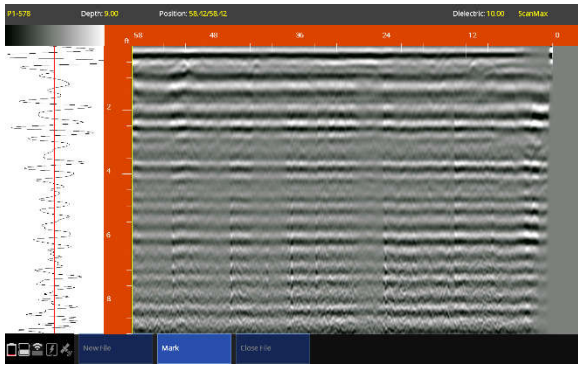 P1-578 Depth: 9.00 Position: 58.42/58.42 Dielectric: 10.00 ScanMax
ft 58 48 36 24 12 0
2
4
6
8
New File Mark Close File